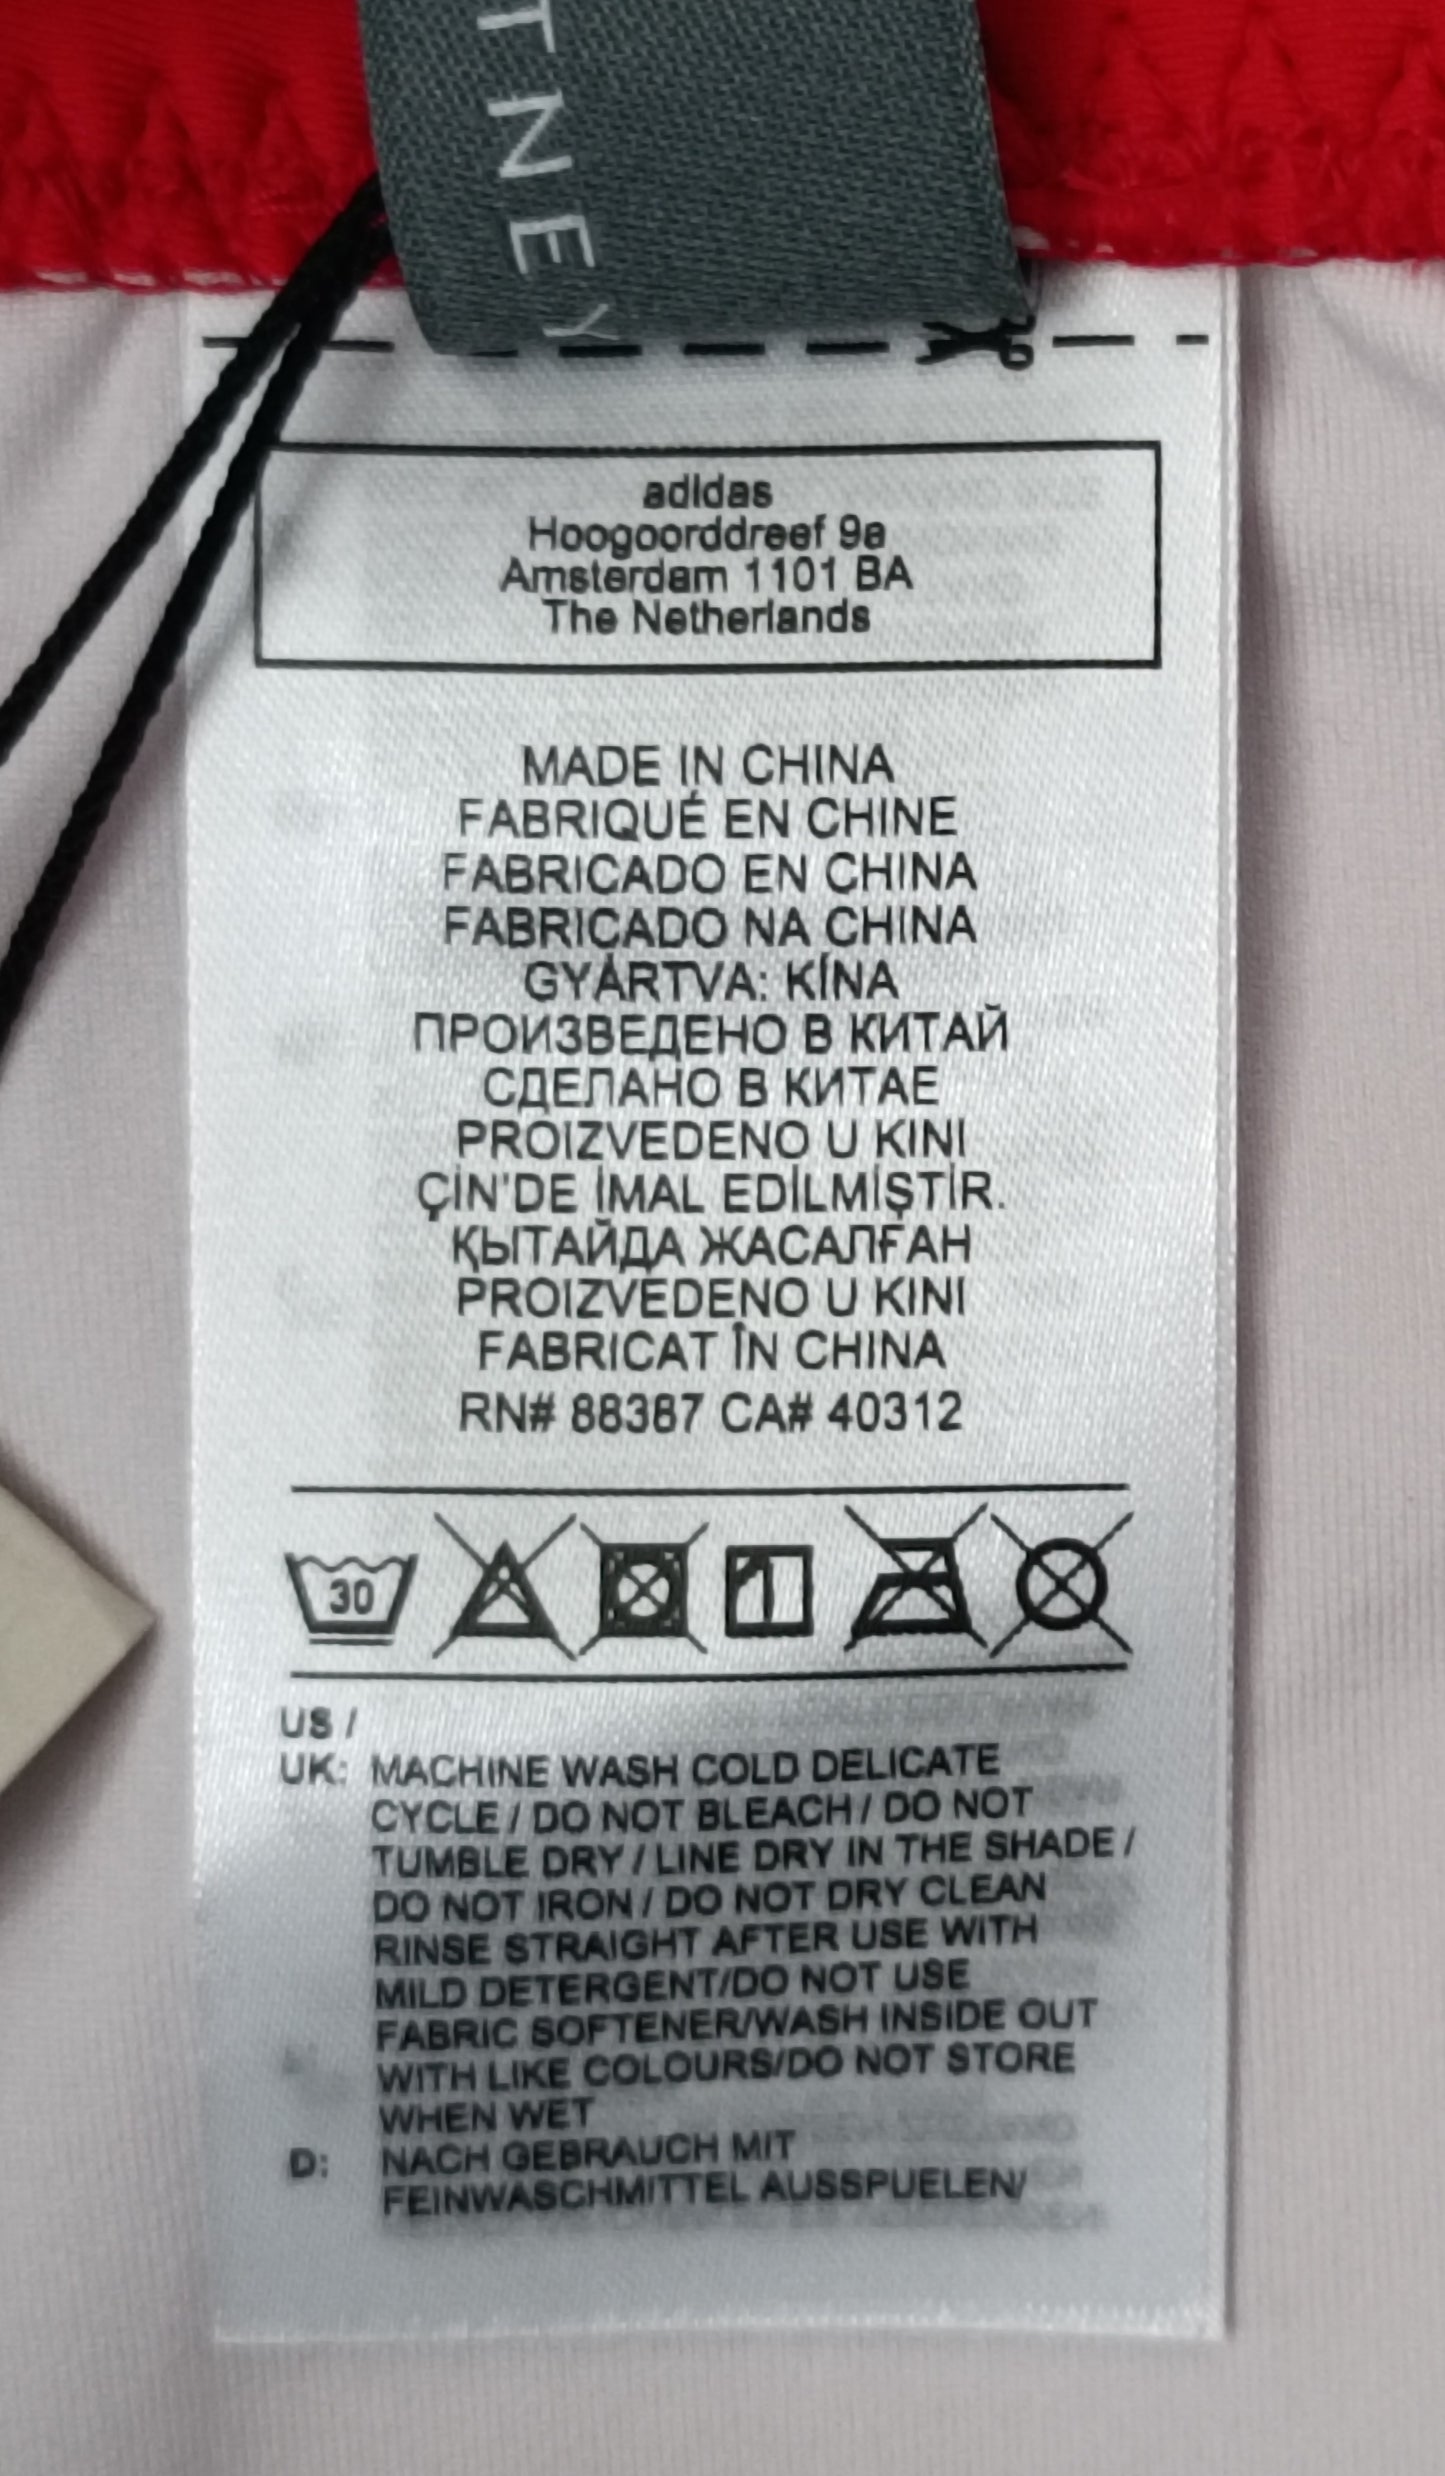 TNEY
adidas
Hoogoorddreef 9a
Amsterdam 1101 BA
The Netherlands
MADE IN CHINA
FABRIQUÉ EN CHINE
FABRICADO EN CHINA
FABRICADO NA CHINA
GYÁRTVA: KÍNA
ПРОИЗВЕДЕНО В КИТАЙ
СДЕЛАНО В КИТАЕ
PROIZVEDENO U KINI
ÇİN'DE İMAL EDİLMİŞTİR.
ҚЫТАЙДА ЖАСАЛҒАН
PROIZVEDENO U KINI
FABRICAT ÎN CHINA
RN# 88387 CA# 40312
30
US /
UK: MACHINE WASH COLD DELICATE
CYCLE / DO NOT BLEACH / DO NOT
TUMBLE DRY / LINE DRY IN THE SHADE /
DO NOT IRON / DO NOT DRY CLEAN
RINSE STRAIGHT AFTER USE WITH
MILD DETERGENT/DO NOT USE
FABRIC SOFTENER/WASH INSIDE OUT
WITH LIKE COLOURS/DO NOT STORE
WHEN WET
D: NACH GEBRAUCH MIT
FEINWASCHMITTEL AUSSPUELEN/